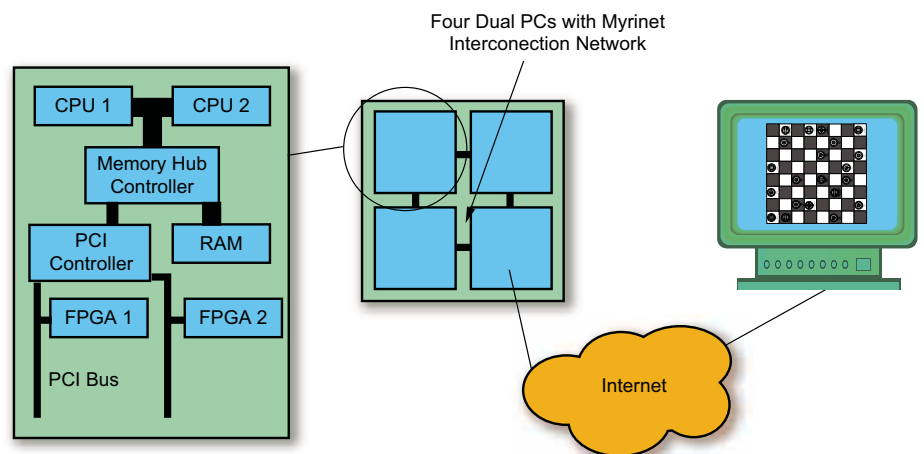 Four Dual PCs with Myrinet
Interconection Network
CPU 1
CPU 2
Memory Hub
Controller
PCI
Controller
RAM
FPGA 1
FPGA 2
PCI Bus
Internet